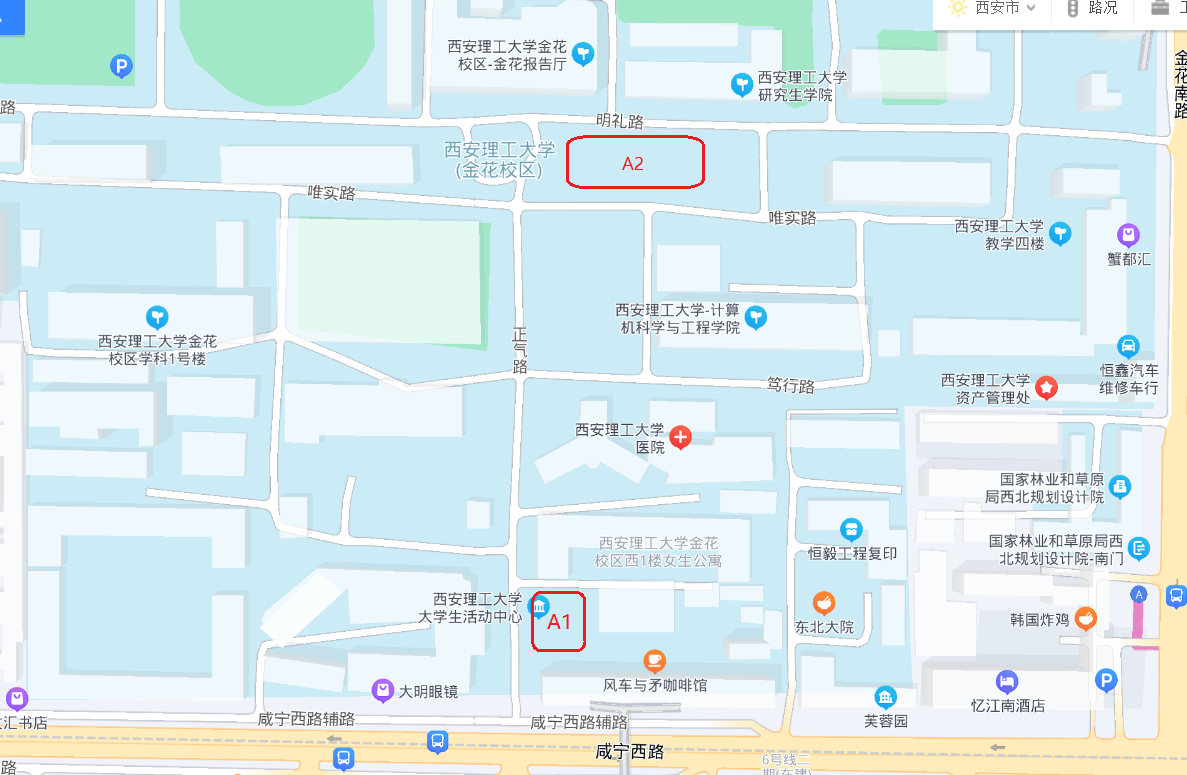 西安市
路况
西安理工大学金花
校区-金花报告厅
P
西安理工大学
研究生学院
金花南路
路
明礼路
西安理工大学
(金花校区)
A2
唯实路
唯实路
西安理工大学
教学四楼
蟹都汇
西安理工大学-计算
机科学与工程学院
西安理工大学金花
校区学科1号楼
正气路
恒鑫汽车
维修车行
笃行路
西安理工大学
资产管理处
西安理工大学
医院
国家林业和草原
局西北规划设计院
西安理工大学金花
校区西1楼女生公寓
恒毅工程复印
国家林业和草原局西
北规划设计院-南门
西安理工大学
大学生活动中心
A1
A
东北大院
韩国炸鸡
风车与矛咖啡馆
大明眼镜
P
忆江南酒店
芙蓉园
汇书店
咸宁西路辅路
咸宁西路辅路
咸宁西路
6号线二
期(在建)
路